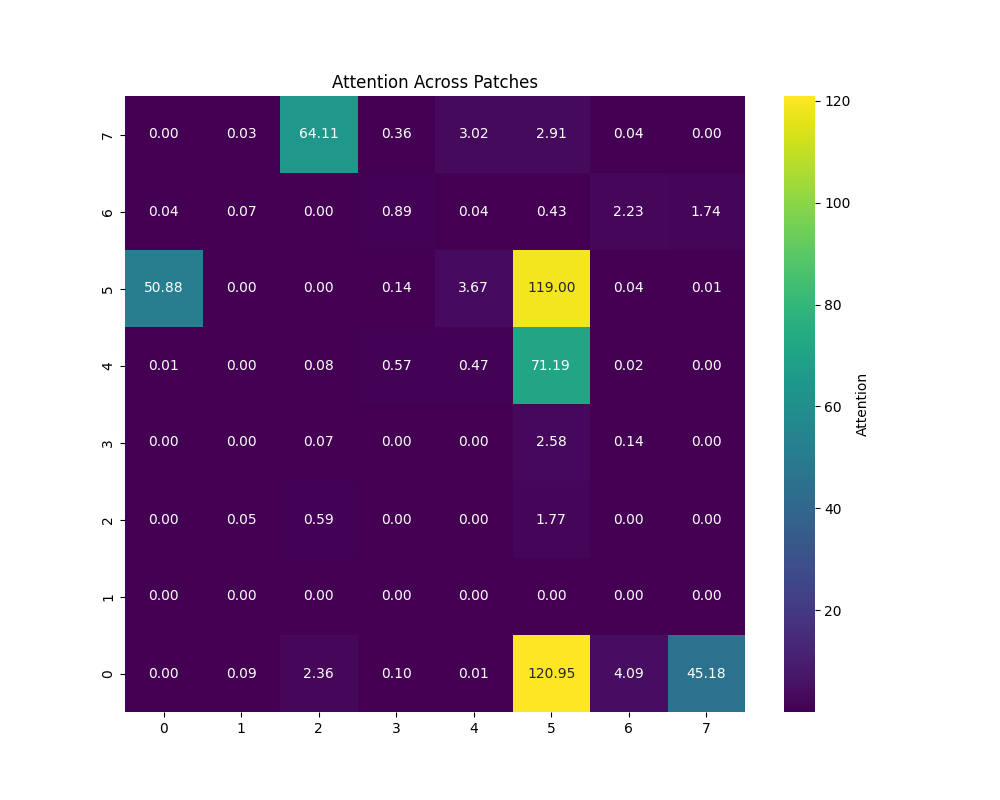 Attention Across Patches
7 0.00 0.03 64.11 0.36 3.02 2.91 0.04 0.00
6 0.04 0.07 0.00 0.89 0.04 0.43 2.23 1.74
5 50.88 0.00 0.00 0.14 3.67 119.00 0.04 0.01
4 0.01 0.00 0.08 0.57 0.47 71.19 0.02 0.00
3 0.00 0.00 0.07 0.00 0.00 2.58 0.14 0.00
2 0.00 0.05 0.59 0.00 0.00 1.77 0.00 0.00
1 0.00 0.00 0.00 0.00 0.00 0.00 0.00 0.00
0 0.00 0.09 2.36 0.10 0.01 120.95 4.09 45.18
0 1 2 3 4 5 6 7
120
100
80
60
40
20
Attention